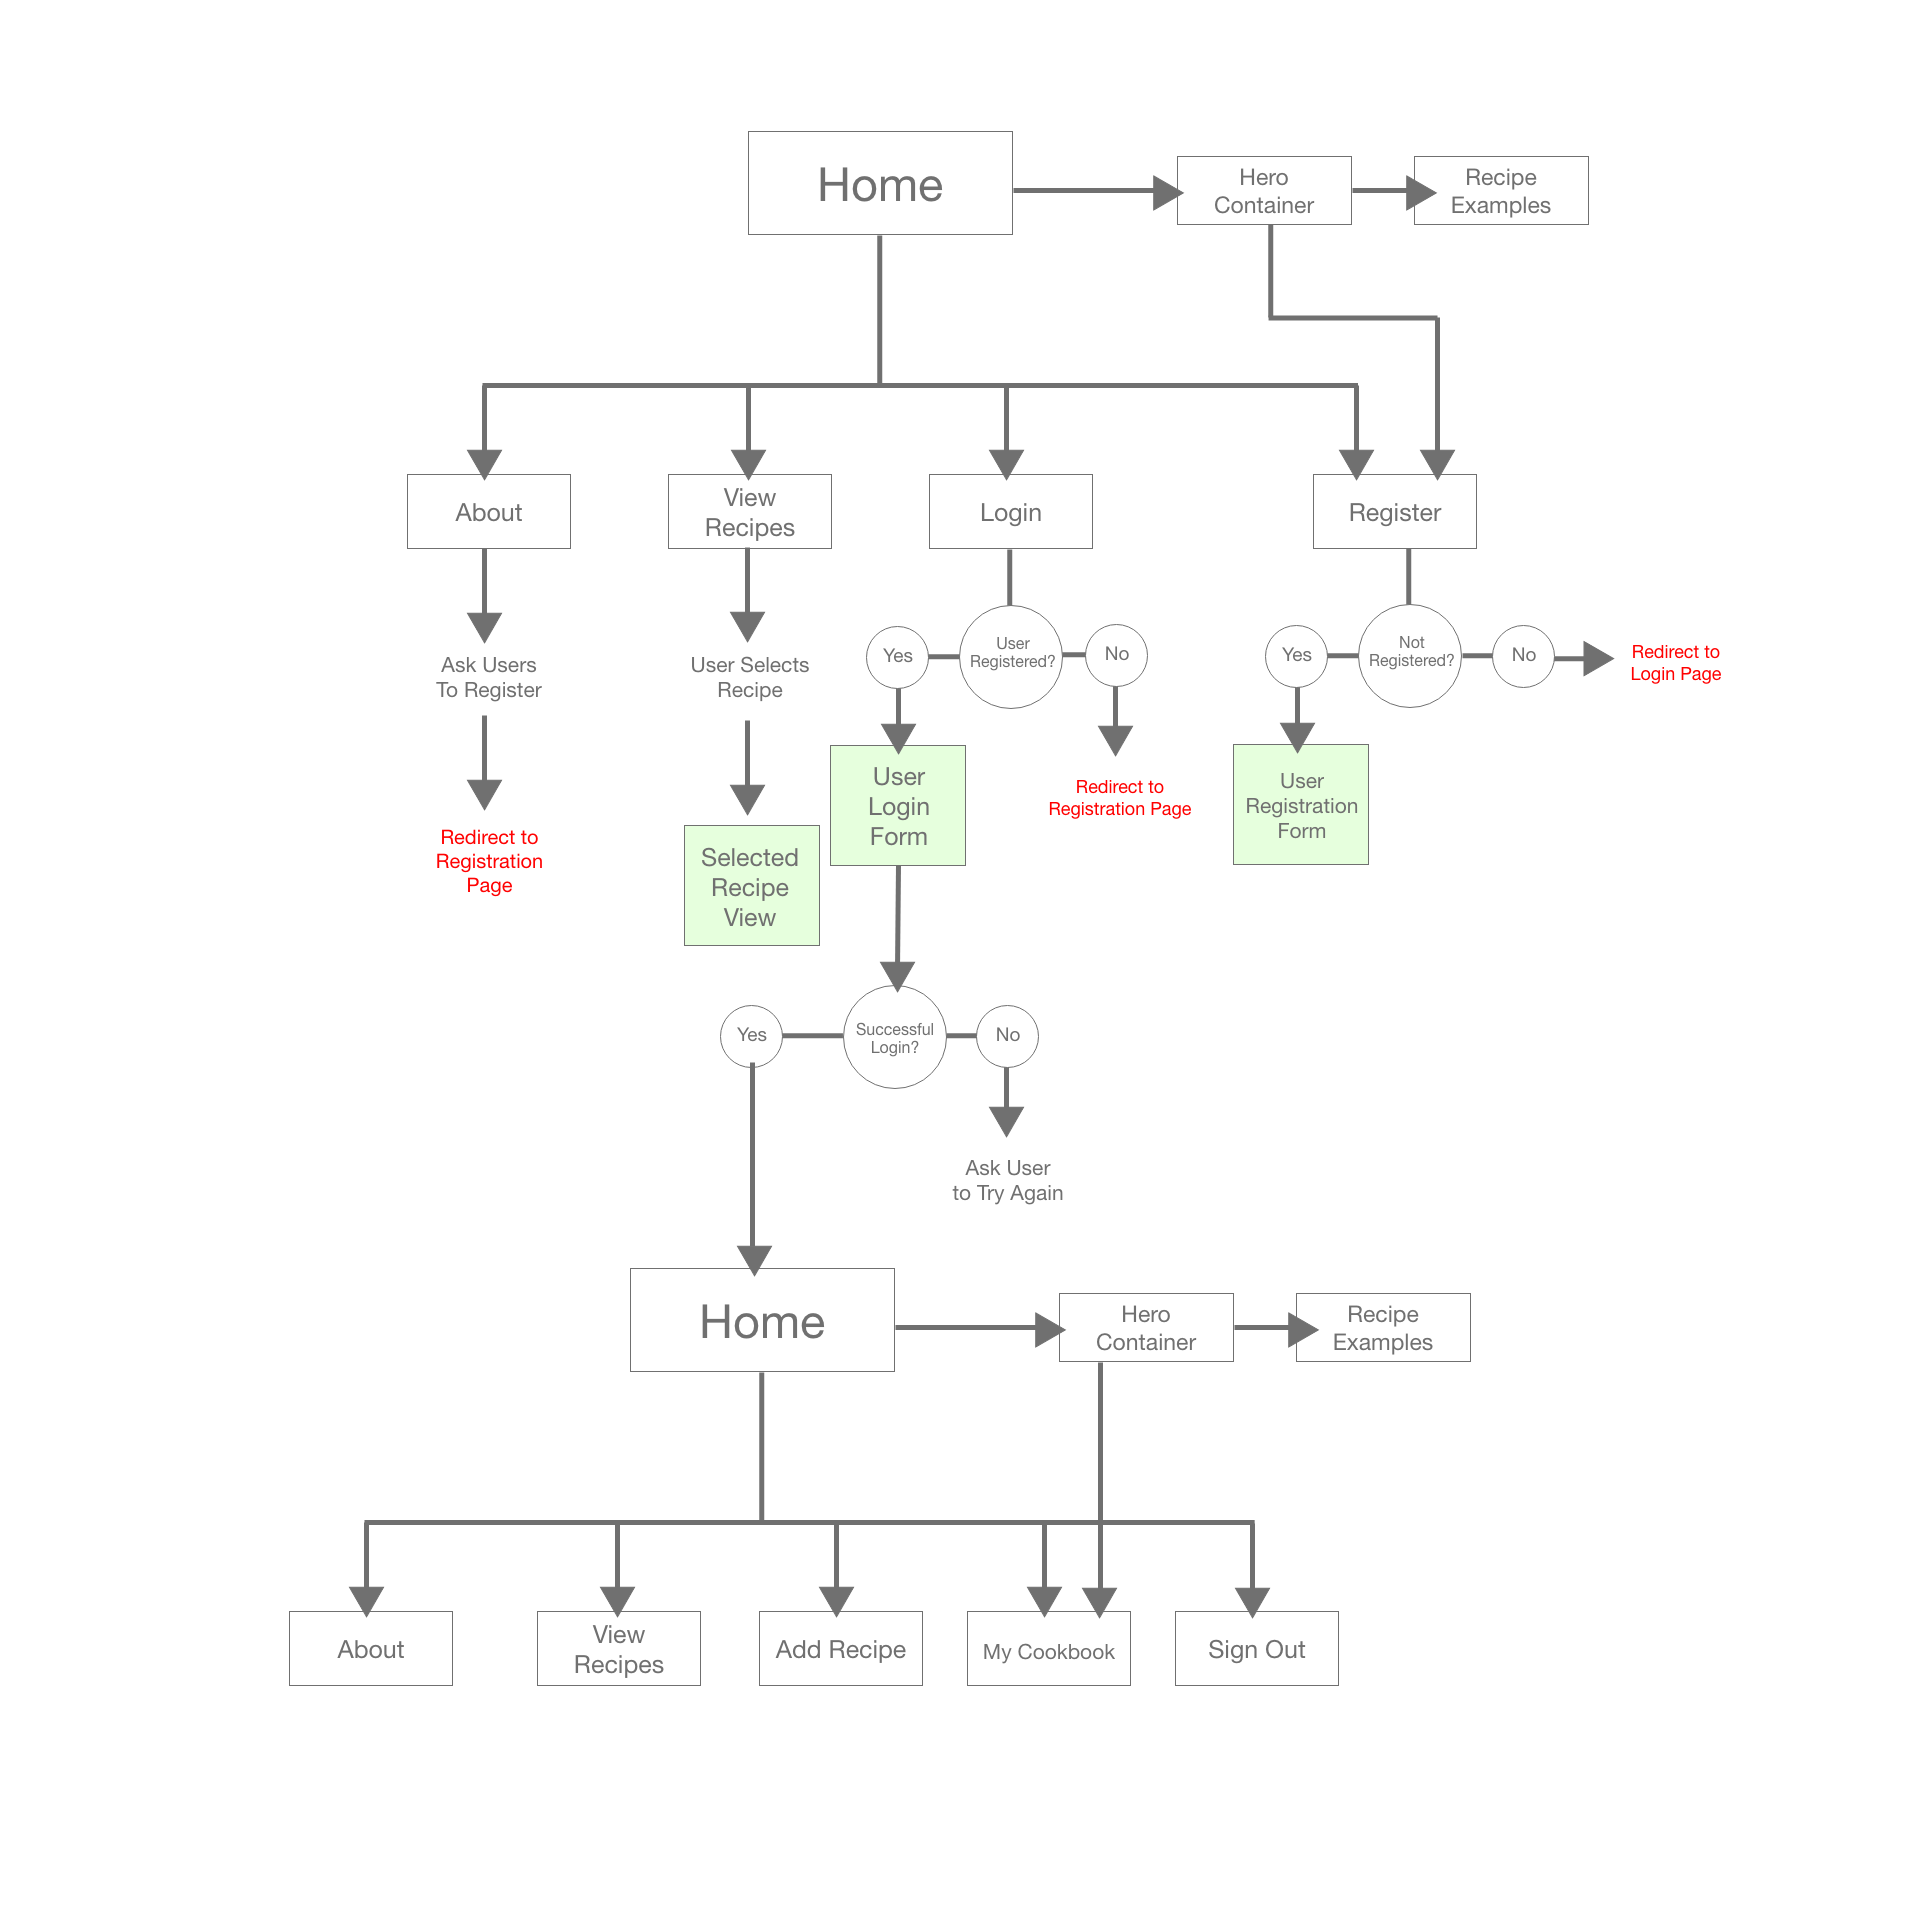 Home
Hero
Container
Recipe
Examples
About
View
Recipes
Login
Register
Ask Users
To Register
User Selects
Recipe
Yes
User
Registered?
No
Yes
Not
Registered?
No
Redirect to
Login Page
Redirect to
Registration
Page
Selected
Recipe
View
User
Login
Form
Redirect to
Registration Page
User
Registration
Form
Yes
Successful
Login?
No
Ask User
to Try Again
Home
Hero
Container
Recipe
Examples
About
View
Recipes
Add Recipe
My Cookbook
Sign Out